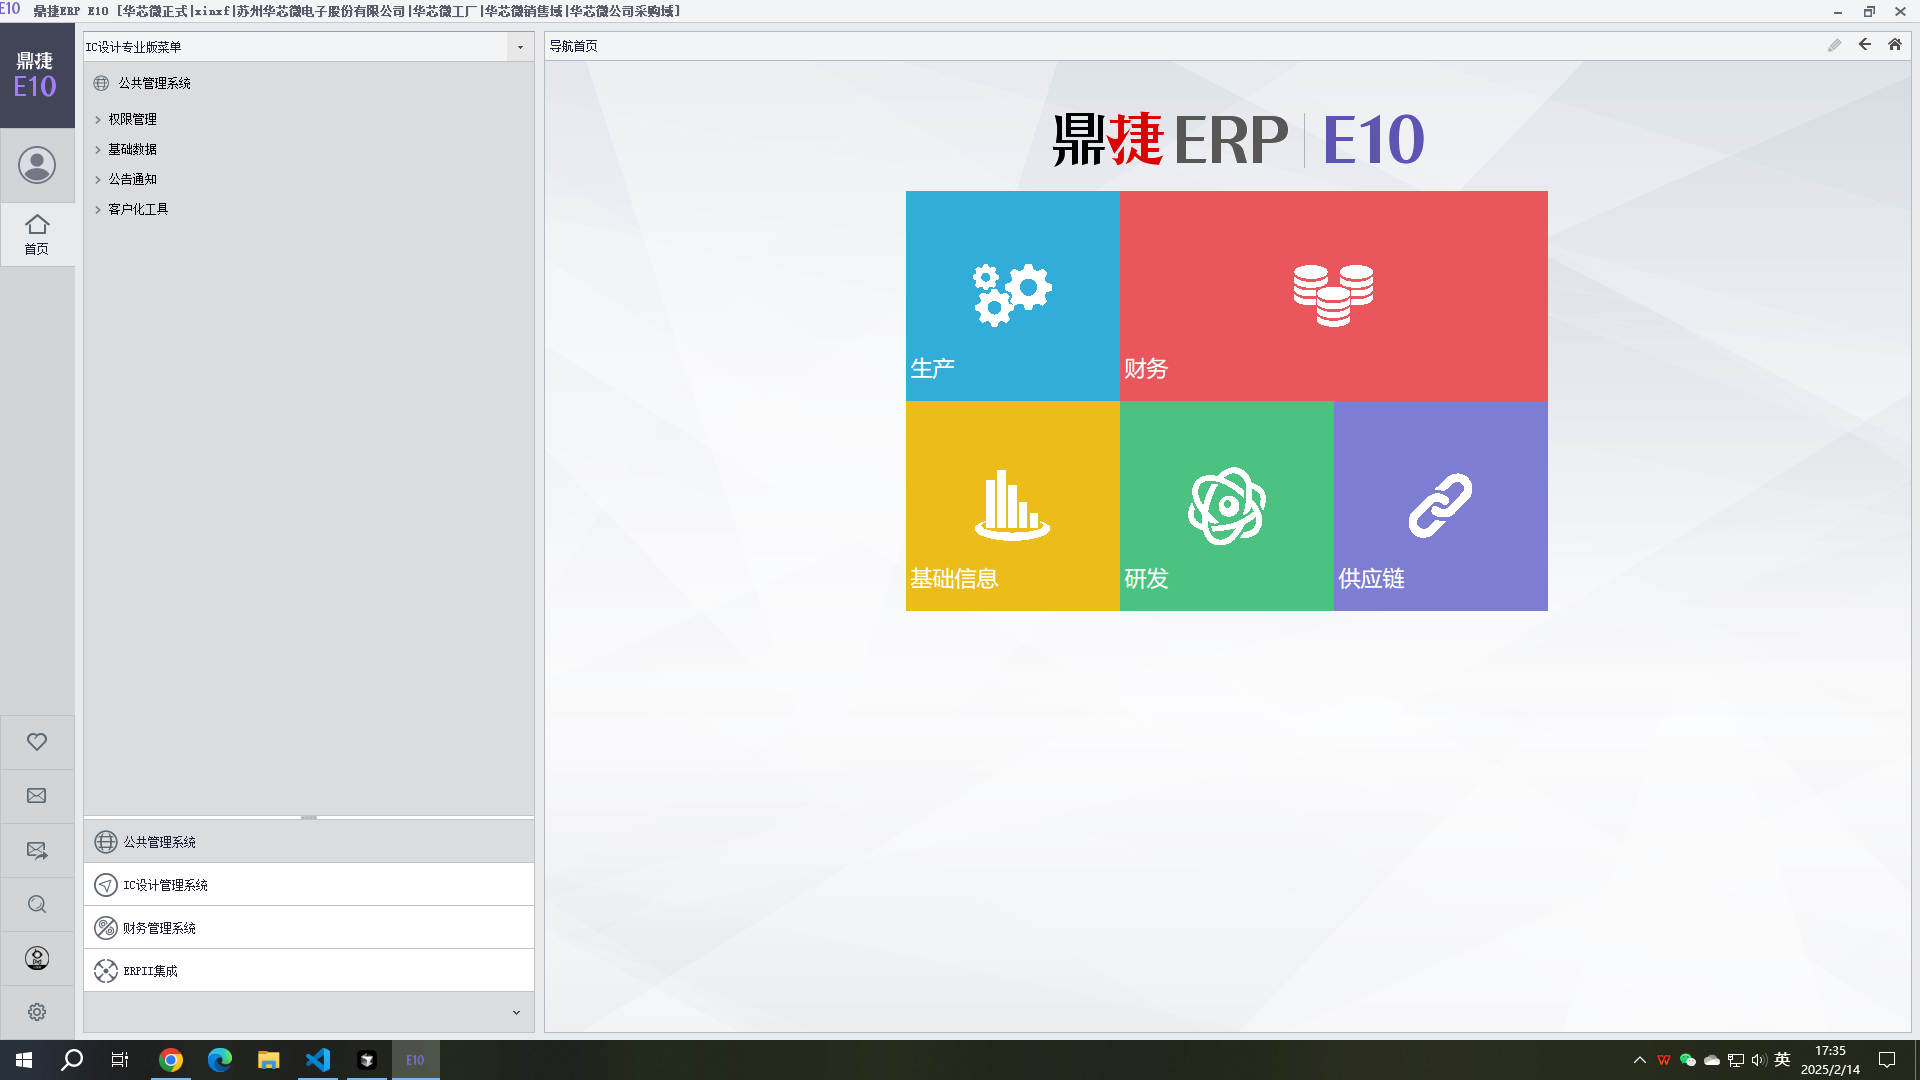 E10 鼎捷ERP E10 [华芯微正式|xinxf|苏州华芯微电子股份有限公司|华芯微工厂|华芯微销售域|华芯微公司采购域]
鼎捷
E10
首页
IC设计专业版菜单
公共管理系统
权限管理
基础数据
公告通知
客户化工具
公共管理系统
IC设计管理系统
财务管理系统
ERPII集成
导航首页
鼎捷 ERP E10
生产
财务
基础信息
研发
供应链
E10
英
17:35
2025/2/14